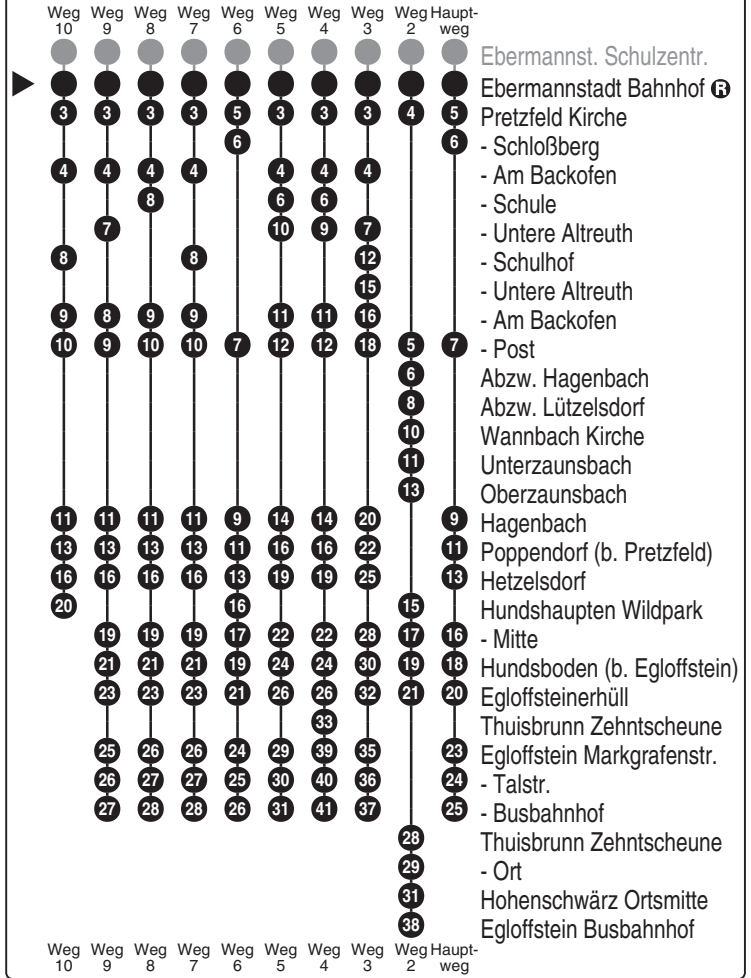 Weg Weg Weg Weg Weg Weg Weg Weg Weg Haupt-
10 9 8 7 6 5 4 3 2 weg
Ebermannst. Schulzentr.
Ebermannstadt Bahnhof R
3 3 3 3 5 3 3 3 4 5 Pretzfeld Kirche
6 6 - Schloßberg
4 4 4 4 4 4 4 - Am Backofen
8 6 6 - Schule
7 10 9 7 - Untere Altreuth
8 8 12 - Schulhof
15 - Untere Altreuth
9 8 9 9 11 11 16 - Am Backofen
10 9 10 10 7 12 12 18 5 7 - Post
6 Abzw. Hagenbach
8 Abzw. Lützelsdorf
10 Wannbach Kirche
11 Unterzaunsbach
13 Oberzaunsbach
11 11 11 11 9 14 14 20 9 Hagenbach
13 13 13 13 11 16 16 22 11 Poppendorf (b. Pretzfeld)
16 16 16 16 13 19 19 25 13 Hetzelsdorf
20 16 15 Hundshaupten Wildpark
19 19 19 17 22 22 28 17 16 - Mitte
21 21 21 19 24 24 30 19 18 Hundsboden (b. Egloffstein)
23 23 23 21 26 26 32 21 20 Egloffsteinerhüll
33 Thuisbrunn Zehntscheune
25 26 26 24 29 39 35 23 Egloffstein Markgrafenstr.
26 27 27 25 30 40 36 24 - Talstr.
27 28 28 26 31 41 37 25 - Busbahnhof
28 Thuisbrunn Zehntscheune
29 - Ort
31 Hohenschwärz Ortsmitte
38 Egloffstein Busbahnhof
Weg Weg Weg Weg Weg Weg Weg Weg Weg Haupt-
10 9 8 7 6 5 4 3 2 weg